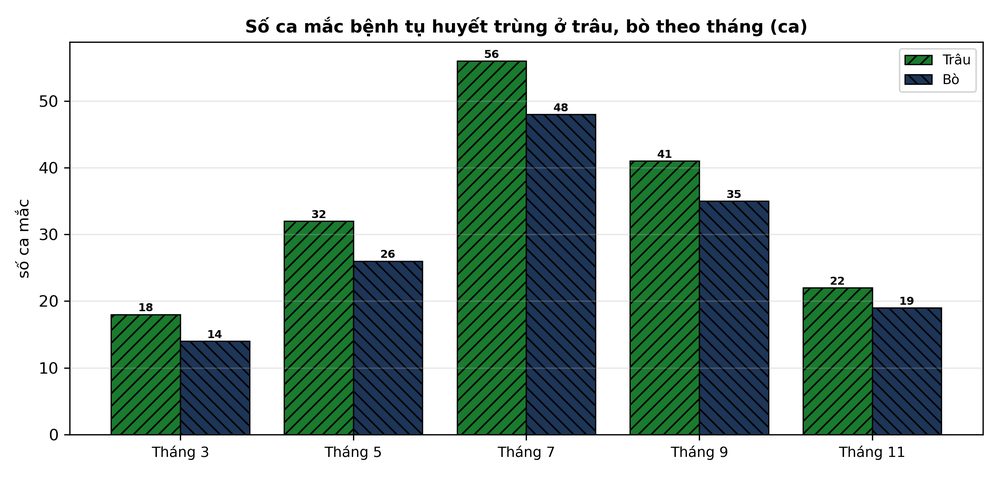 Số ca mắc bệnh tụ huyết trùng ở trâu, bò theo tháng (ca)
Trâu
Bò
số ca mắc
50
40
30
20
10
0
18
14
32
26
56
48
41
35
22
19
Tháng 3
Tháng 5
Tháng 7
Tháng 9
Tháng 11